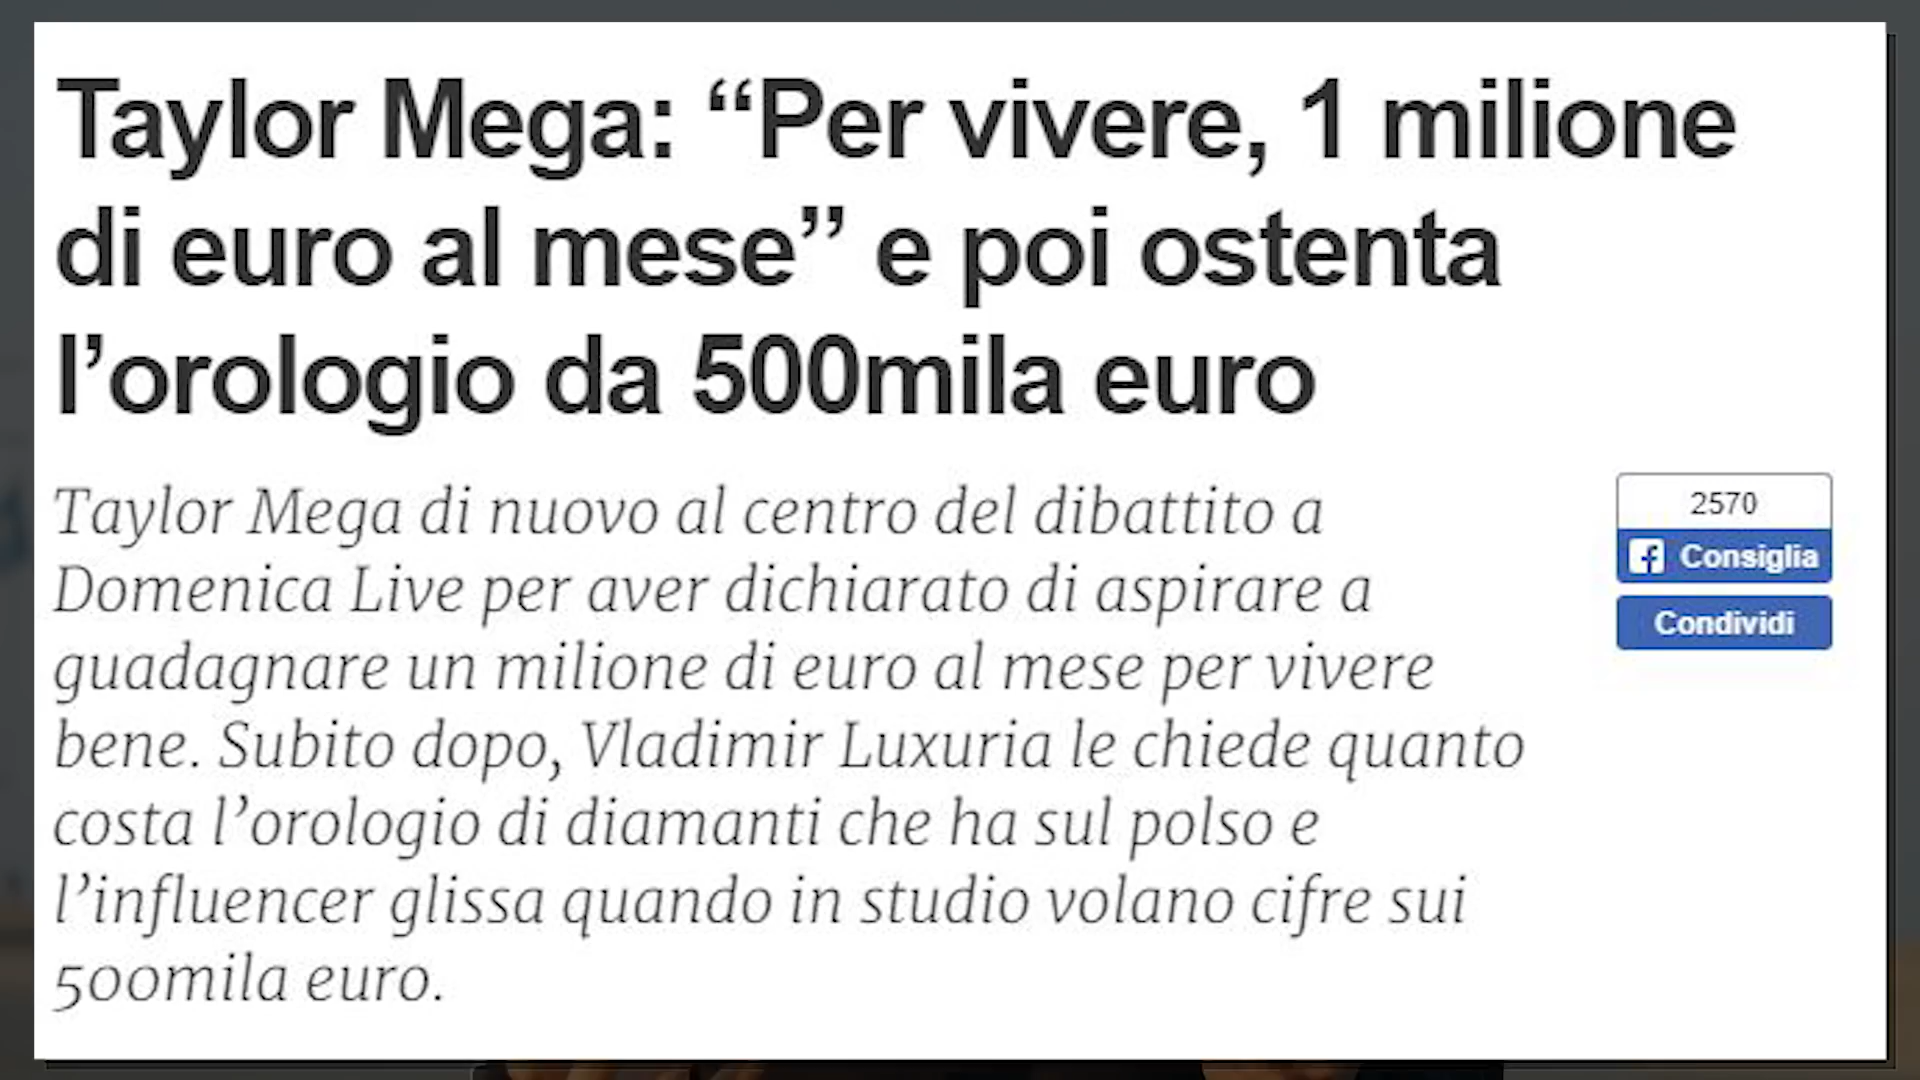 Taylor Mega: “Per vivere, 1 milione
di euro al mese” e poi ostenta
l’orologio da 500mila euro
Taylor Mega di nuovo al centro del dibattito a
Domenica Live per aver dichiarato di aspirare a
guadagnare un milione di euro al mese per vivere
bene. Subito dopo, Vladimir Luxuria le chiede quanto
costa l’orologio di diamanti che ha sul polso e
l’influencer glissa quando in studio volano cifre sui
500mila euro.
2570
Consiglia
Condividi